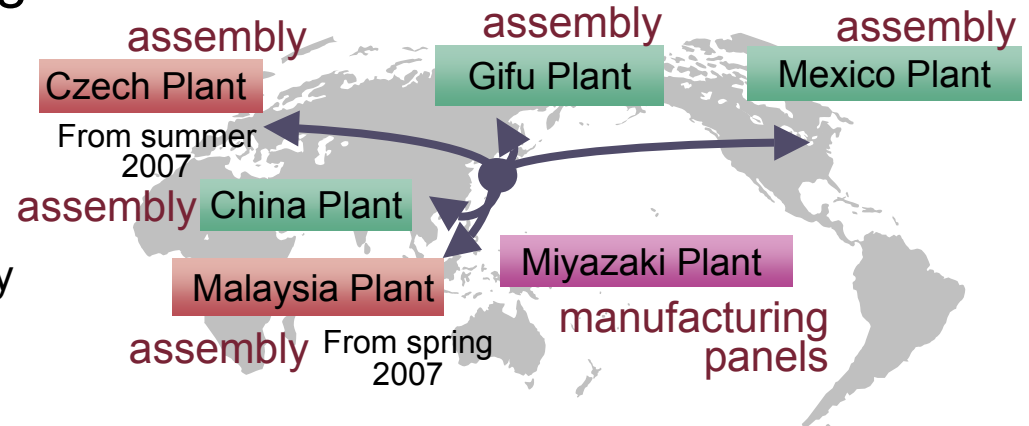 assembly
Czech Plant
From summer
2007
assembly
Gifu Plant
assembly
Mexico Plant
assembly
China Plant
Malaysia Plant
assembly
From spring
2007
Miyazaki Plant
manufacturing
panels